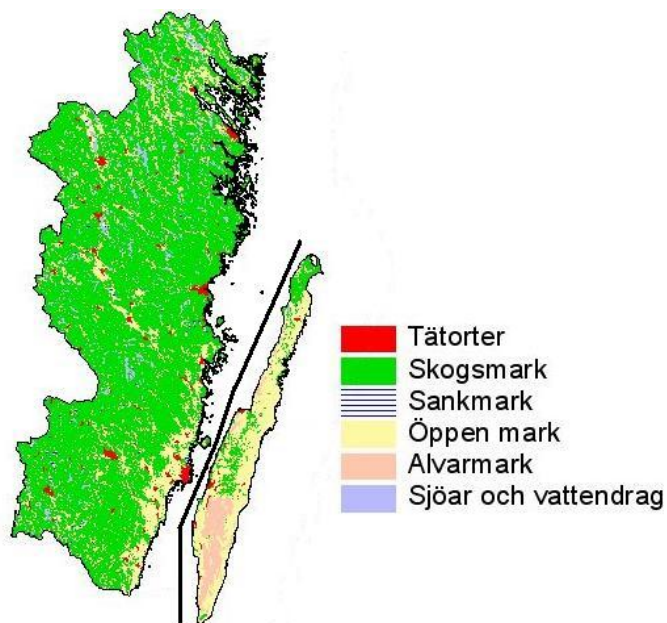 Tätorter
Skogsmark
Sankmark
Öppen mark
Alvarmark
Sjöar och vattendrag